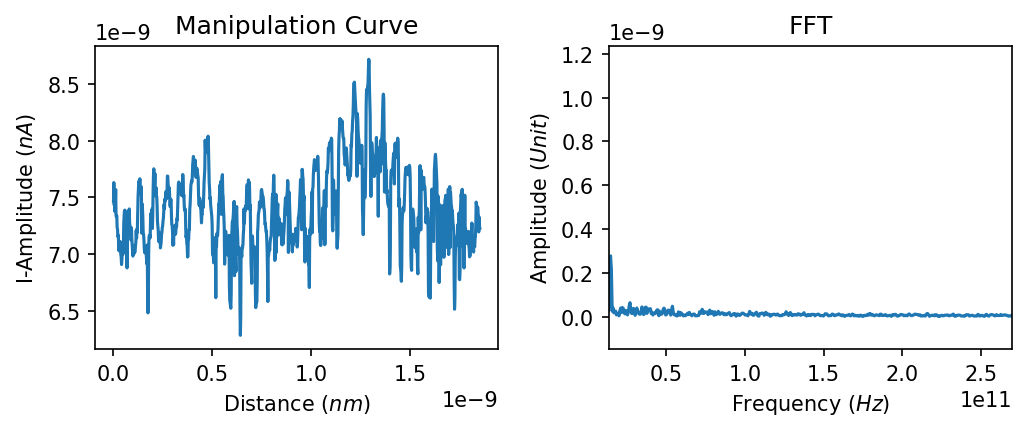 Manipulation Curve
1e−9
I-Amplitude (nA)
8.5
8.0
7.5
7.0
6.5
0.0 0.5 1.0 1.5
Distance (nm)
1e−9
FFT
1e−9
Amplitude (Unit)
1.2
1.0
0.8
0.6
0.4
0.2
0.0
0.5 1.0 1.5 2.0 2.5
Frequency (Hz)
1e11